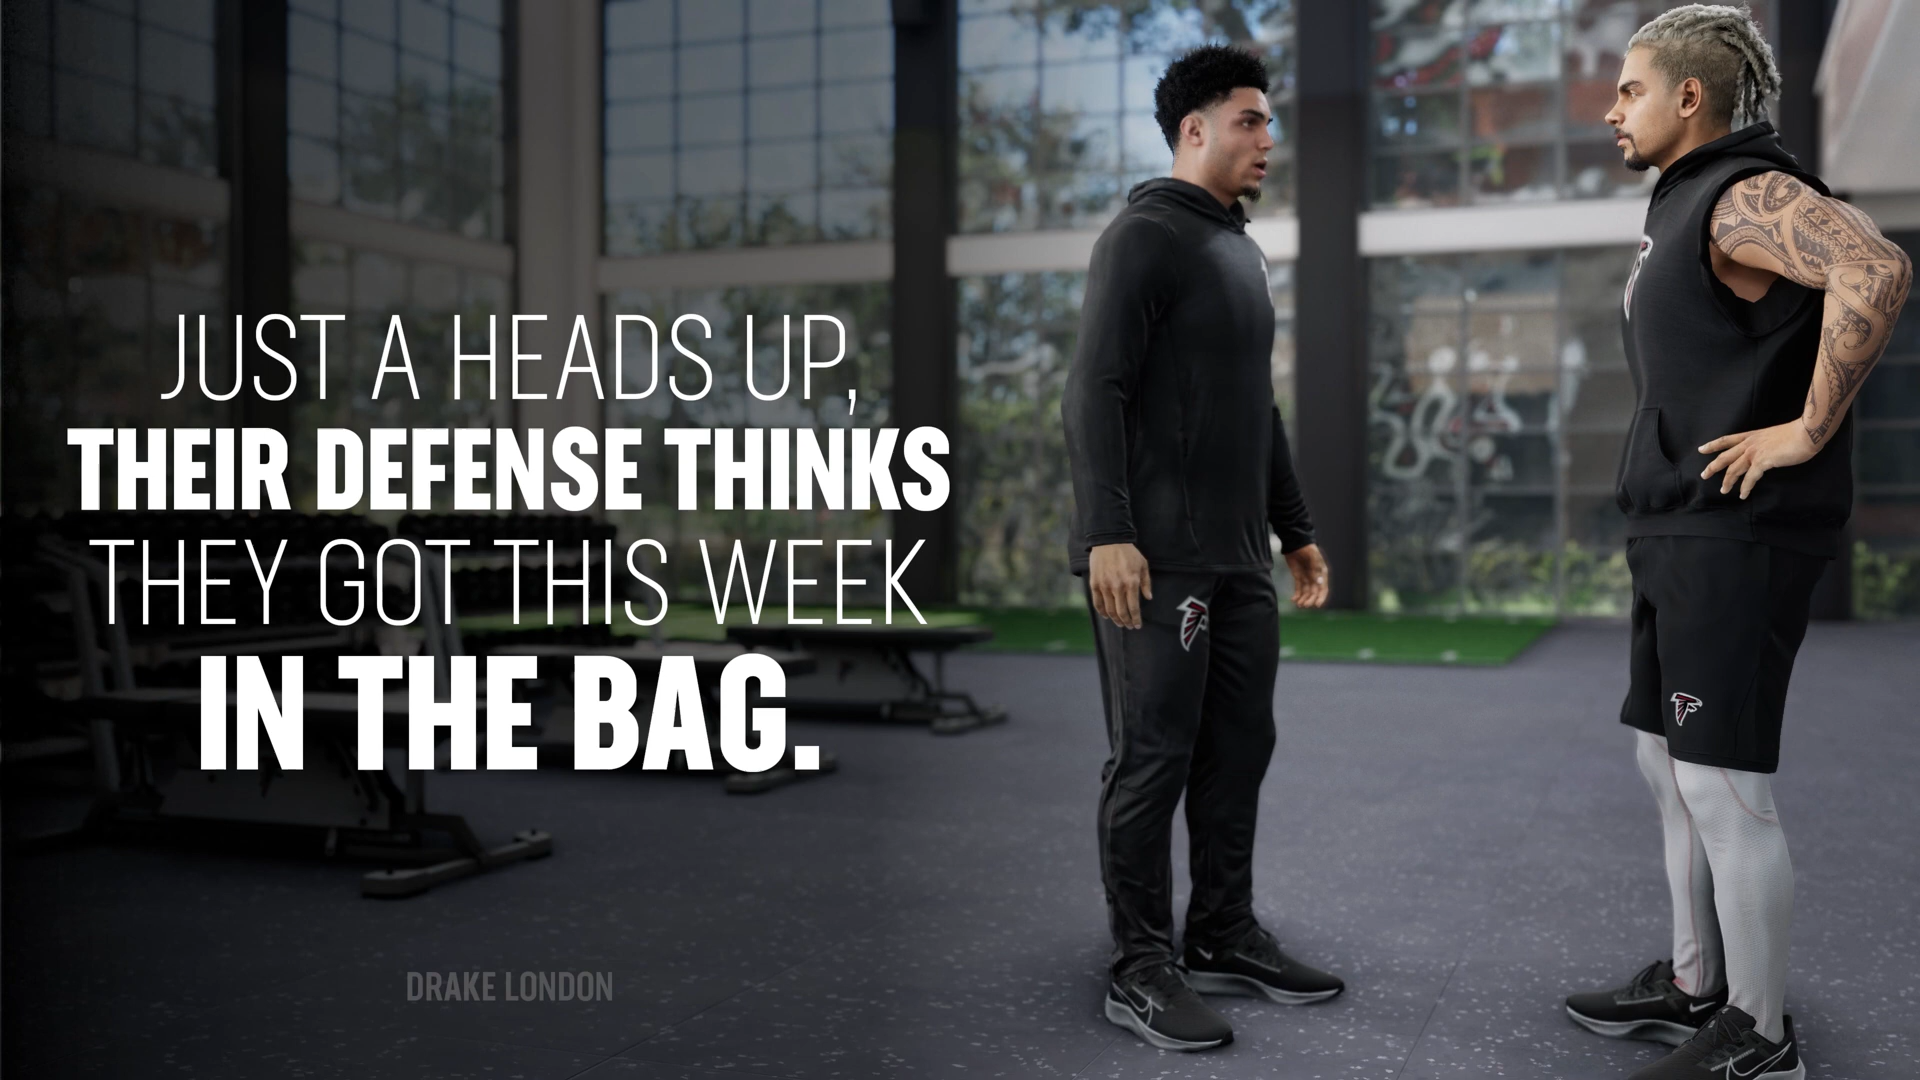 JUST A HEADS UP,
THEIR DEFENSE THINKS
THEY GOT THIS WEEK
IN THE BAG.
DRAKE LONDON